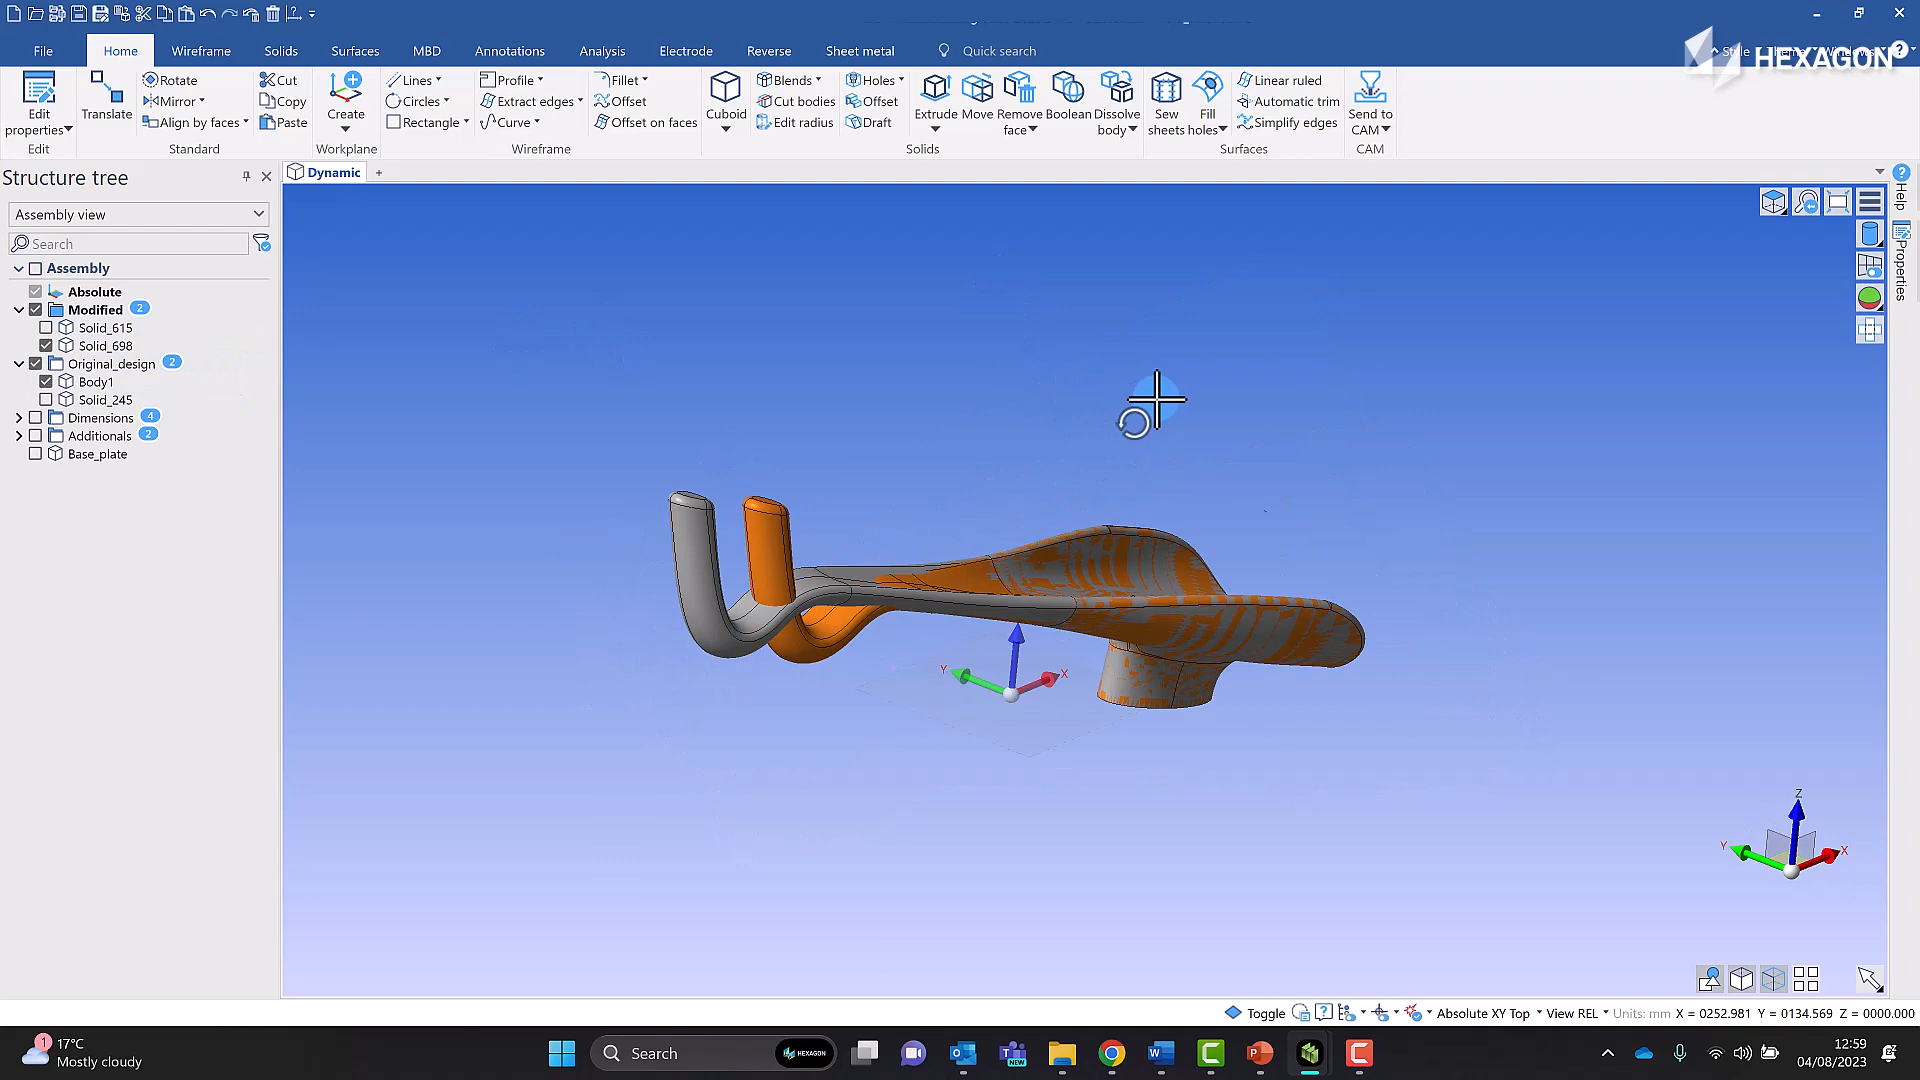 File Home Wireframe Solids Surfaces MBD Annotations Analysis Electrode Reverse Sheet metal Quick search
HEXAGON
Edit properties
Edit
Translate
Rotate
Mirror
Align by faces
Cut
Copy
Paste
Standard
Create
Workplane
Lines
Circles
Rectangle
Profile
Extract edges
Curve
Fillet
Offset
Offset on faces
Wireframe
Cuboid
Blends
Cut bodies
Edit radius
Holes
Offset
Draft
Extrude
Move
Remove face
Boolean
Dissolve body
Solids
Sew sheets
Fill holes
Linear ruled
Automatic trim
Simplify edges
Surfaces
Send to CAM
CAM
Structure tree
Dynamic
+
Assembly view
Search
Assembly
Absolute
Modified 2
Solid_615
Solid_698
Original_design 2
Body1
Solid_245
Dimensions 4
Additionals 2
Base_plate
Help
Properties
Y X
Z
Y X
Toggle Absolute XY Top View REL Units: mm X = 0252.981 Y = 0134.569 Z = 0000.000
1
17°C
Mostly cloudy
Search HEXAGON
NEW
12:59
04/08/2023